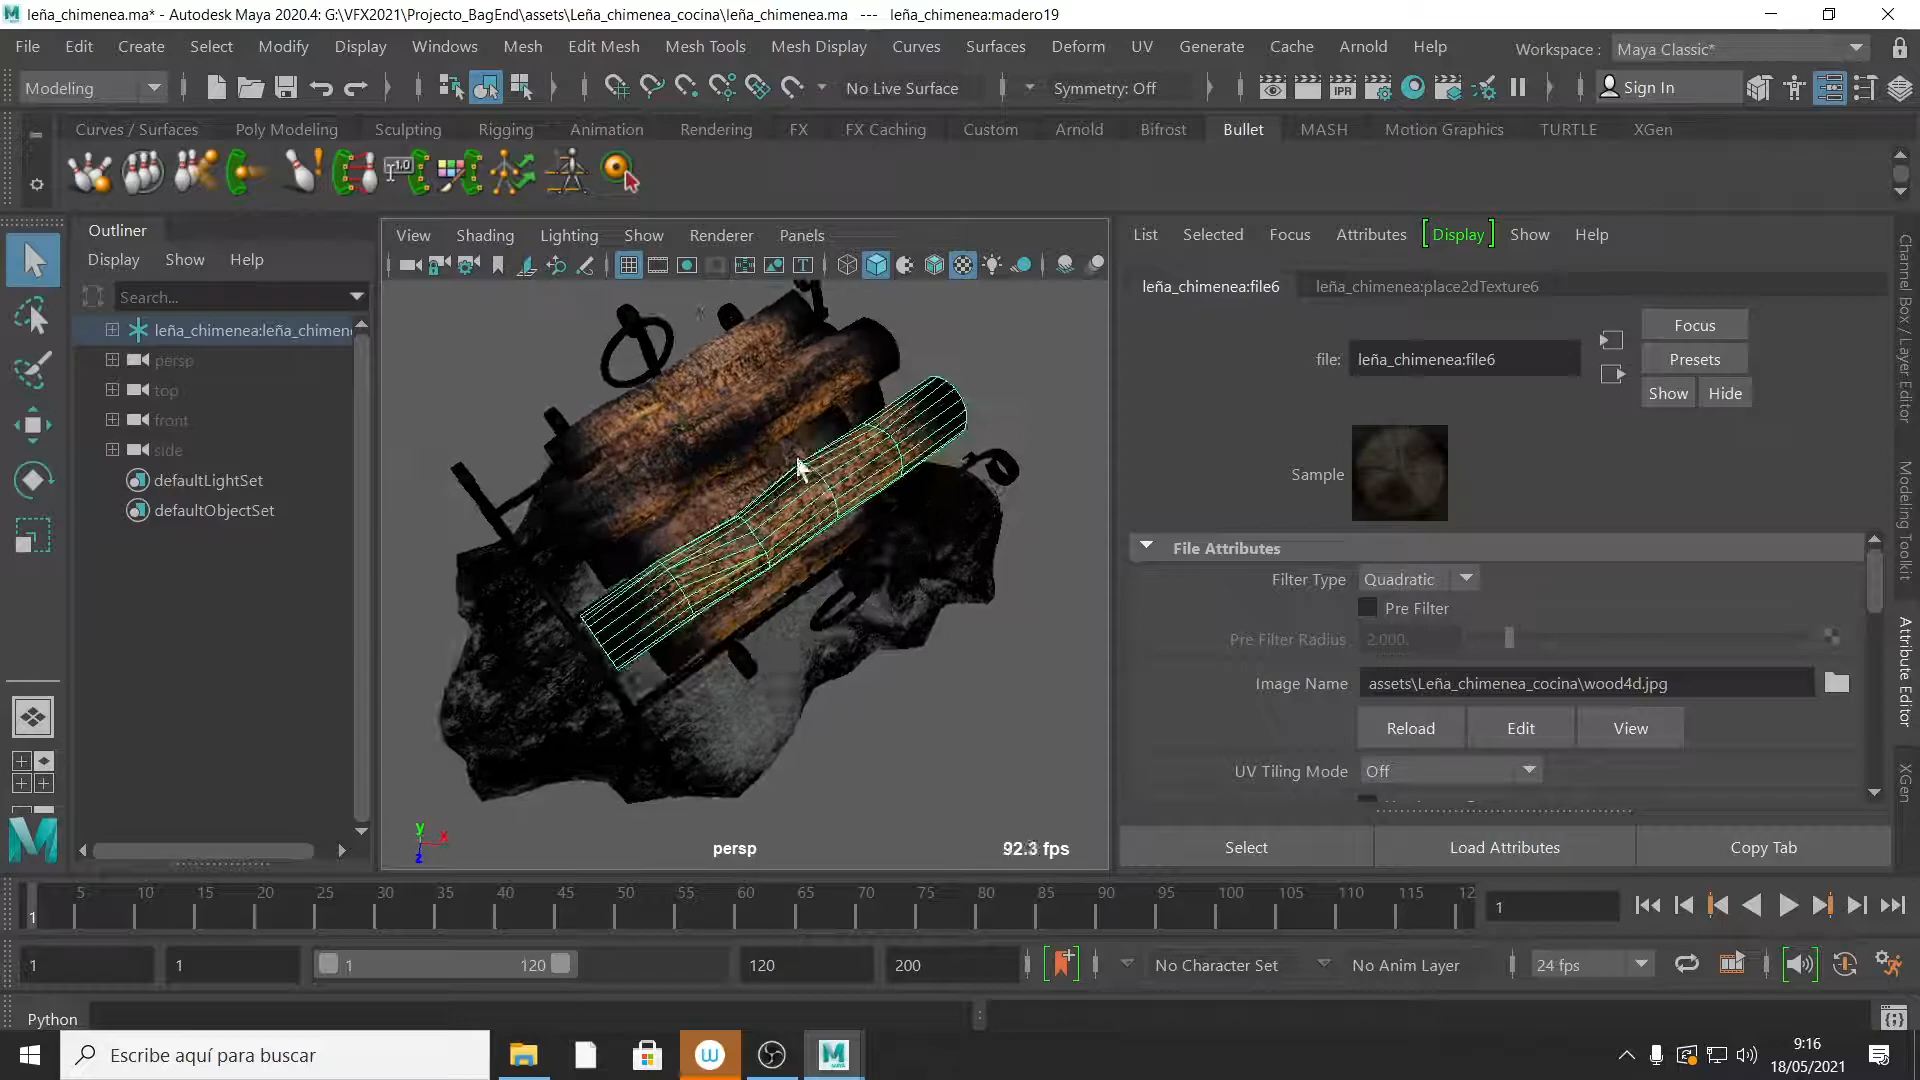 leña_chimenea.ma* - Autodesk Maya 2020.4: G:\VFX2021\Projecto_BagEnd\assets\Leña_chimenea_cocina\leña_chimenea.ma --- leña_chimenea:madero19
File Edit Create Select Modify Display Windows Mesh Edit Mesh Mesh Tools Mesh Display Curves Surfaces Deform UV Generate Cache Arnold Help Workspace : Maya Classic*
Modeling No Live Surface Symmetry: Off IPR Sign In
Curves / Surfaces Poly Modeling Sculpting Rigging Animation Rendering FX FX Caching Custom Arnold Bifrost Bullet MASH Motion Graphics TURTLE XGen
1.0
Outliner
Display Show Help
Search...
leña_chimenea:leña_chimen
persp
top
front
side
defaultLightSet
defaultObjectSet
View Shading Lighting Show Renderer Panels
persp
92.3 fps
y
x
z
List Selected Focus Attributes Display Show Help
leña_chimenea:file6 leña_chimenea:place2dTexture6
file: leña_chimenea:file6
Focus
Presets
Show Hide
Sample
File Attributes
Filter Type Quadratic
Pre Filter
Pre Filter Radius 2.000.
Image Name assets\Leña_chimenea_cocina\wood4d.jpg
Reload Edit View
UV Tiling Mode Off
Select Load Attributes Copy Tab
Channel Box / Layer Editor
Modeling Toolkit
Attribute Editor
XGen
5 10 15 20 25 30 35 40 45 50 55 60 65 70 75 80 85 90 95 100 105 110 115 12
1
1
1 1 1 120 120 200 No Character Set No Anim Layer 24 fps
Python
Escribe aquí para buscar
9:16
18/05/2021